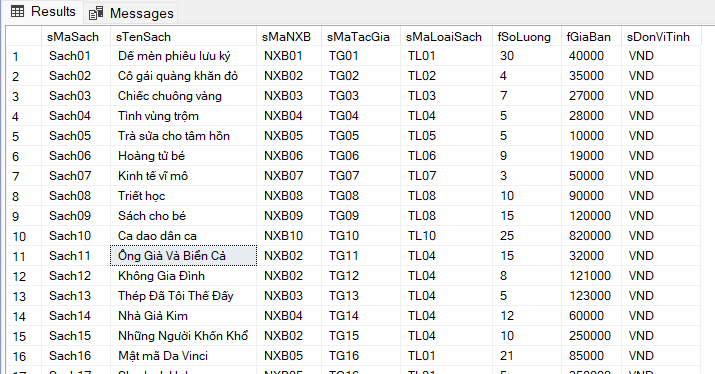 Results Messages
sMaSach sTenSach sMaNXB sMaTacGia sMaLoaiSach fSoLuong fGiaBan sDonViTinh
1 Sach01 Dế mèn phiêu lưu ký NXB01 TG01 TL01 30 40000 VND
2 Sach02 Cô gái quàng khăn đỏ NXB02 TG02 TL02 4 35000 VND
3 Sach03 Chiếc chuông vàng NXB03 TG03 TL03 7 27000 VND
4 Sach04 Tình vùng trộm NXB04 TG04 TL04 5 28000 VND
5 Sach05 Trà sữa cho tâm hồn NXB05 TG05 TL05 5 10000 VND
6 Sach06 Hoàng tử bé NXB06 TG06 TL06 9 19000 VND
7 Sach07 Kinh tế vĩ mô NXB07 TG07 TL07 3 50000 VND
8 Sach08 Triết học NXB08 TG08 TL08 10 90000 VND
9 Sach09 Sách cho bé NXB09 TG09 TL08 15 120000 VND
10 Sach10 Ca dao dân ca NXB10 TG10 TL10 25 820000 VND
11 Sach11 Ông Già Và Biển Cả NXB02 TG11 TL04 15 32000 VND
12 Sach12 Không Gia Đình NXB02 TG12 TL04 8 121000 VND
13 Sach13 Thép Đã Tôi Thế Đấy NXB03 TG13 TL04 5 123000 VND
14 Sach14 Nhà Giả Kim NXB04 TG14 TL04 12 60000 VND
15 Sach15 Những Người Khốn Khổ NXB02 TG15 TL04 10 250000 VND
16 Sach16 Mật mã Da Vinci NXB05 TG16 TL01 21 85000 VND